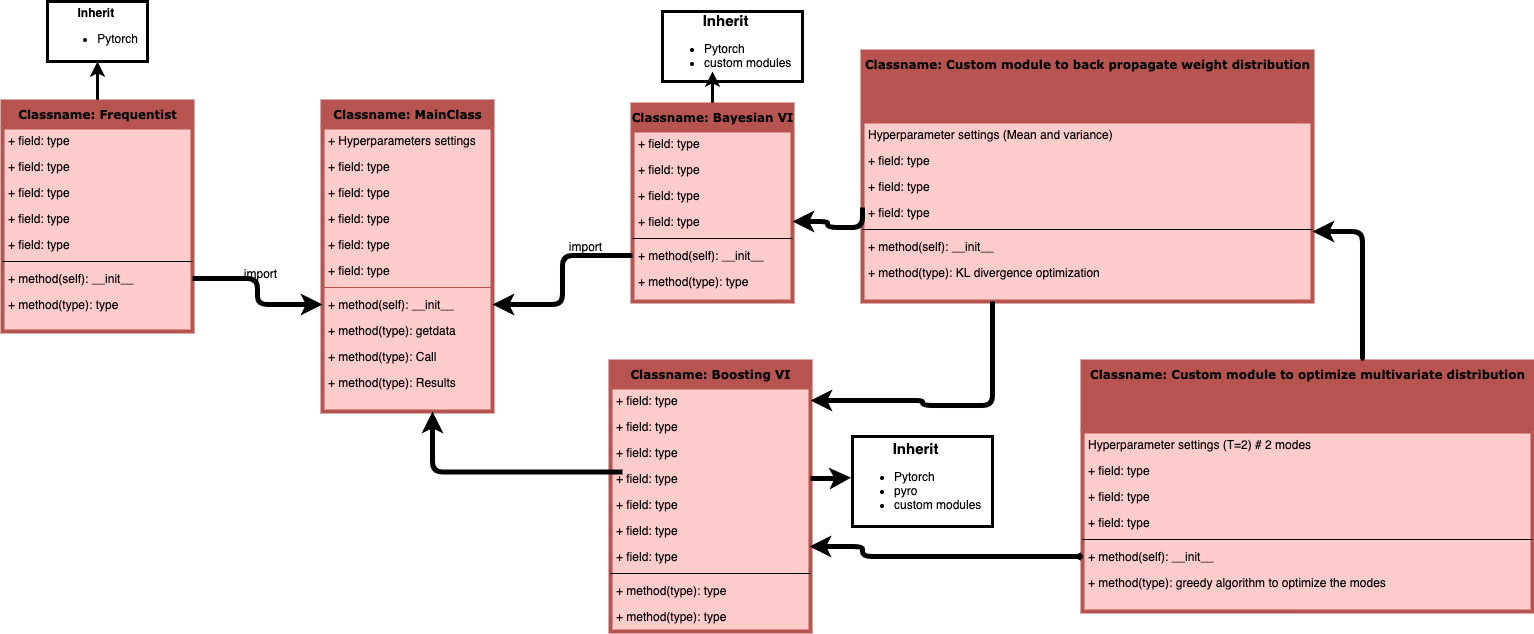 Inherit
Pytorch
Classname: Frequentist
+ field: type
+ field: type
+ field: type
+ field: type
+ field: type
+ method(self): __init__
+ method(type): type
import
Classname: MainClass
+ Hyperparameters settings
+ field: type
+ field: type
+ field: type
+ field: type
+ field: type
+ method(self): __init__
+ method(type): getdata
+ method(type): Call
+ method(type): Results
import
Inherit
Pytorch
custom modules
Classname: Bayesian VI
+ field: type
+ field: type
+ field: type
+ field: type
+ method(self): __init__
+ method(type): type
Classname: Custom module to back propagate weight distribution
Hyperparameter settings (Mean and variance)
+ field: type
+ field: type
+ field: type
+ method(self): __init__
+ method(type): KL divergence optimization
Classname: Boosting VI
+ field: type
+ field: type
+ field: type
+ field: type
+ field: type
+ field: type
+ field: type
+ method(type): type
+ method(type): type
Inherit
Pytorch
pyro
custom modules
Classname: Custom module to optimize multivariate distribution
Hyperparameter settings (T=2) # 2 modes
+ field: type
+ field: type
+ field: type
+ method(self): __init__
+ method(type): greedy algorithm to optimize the modes